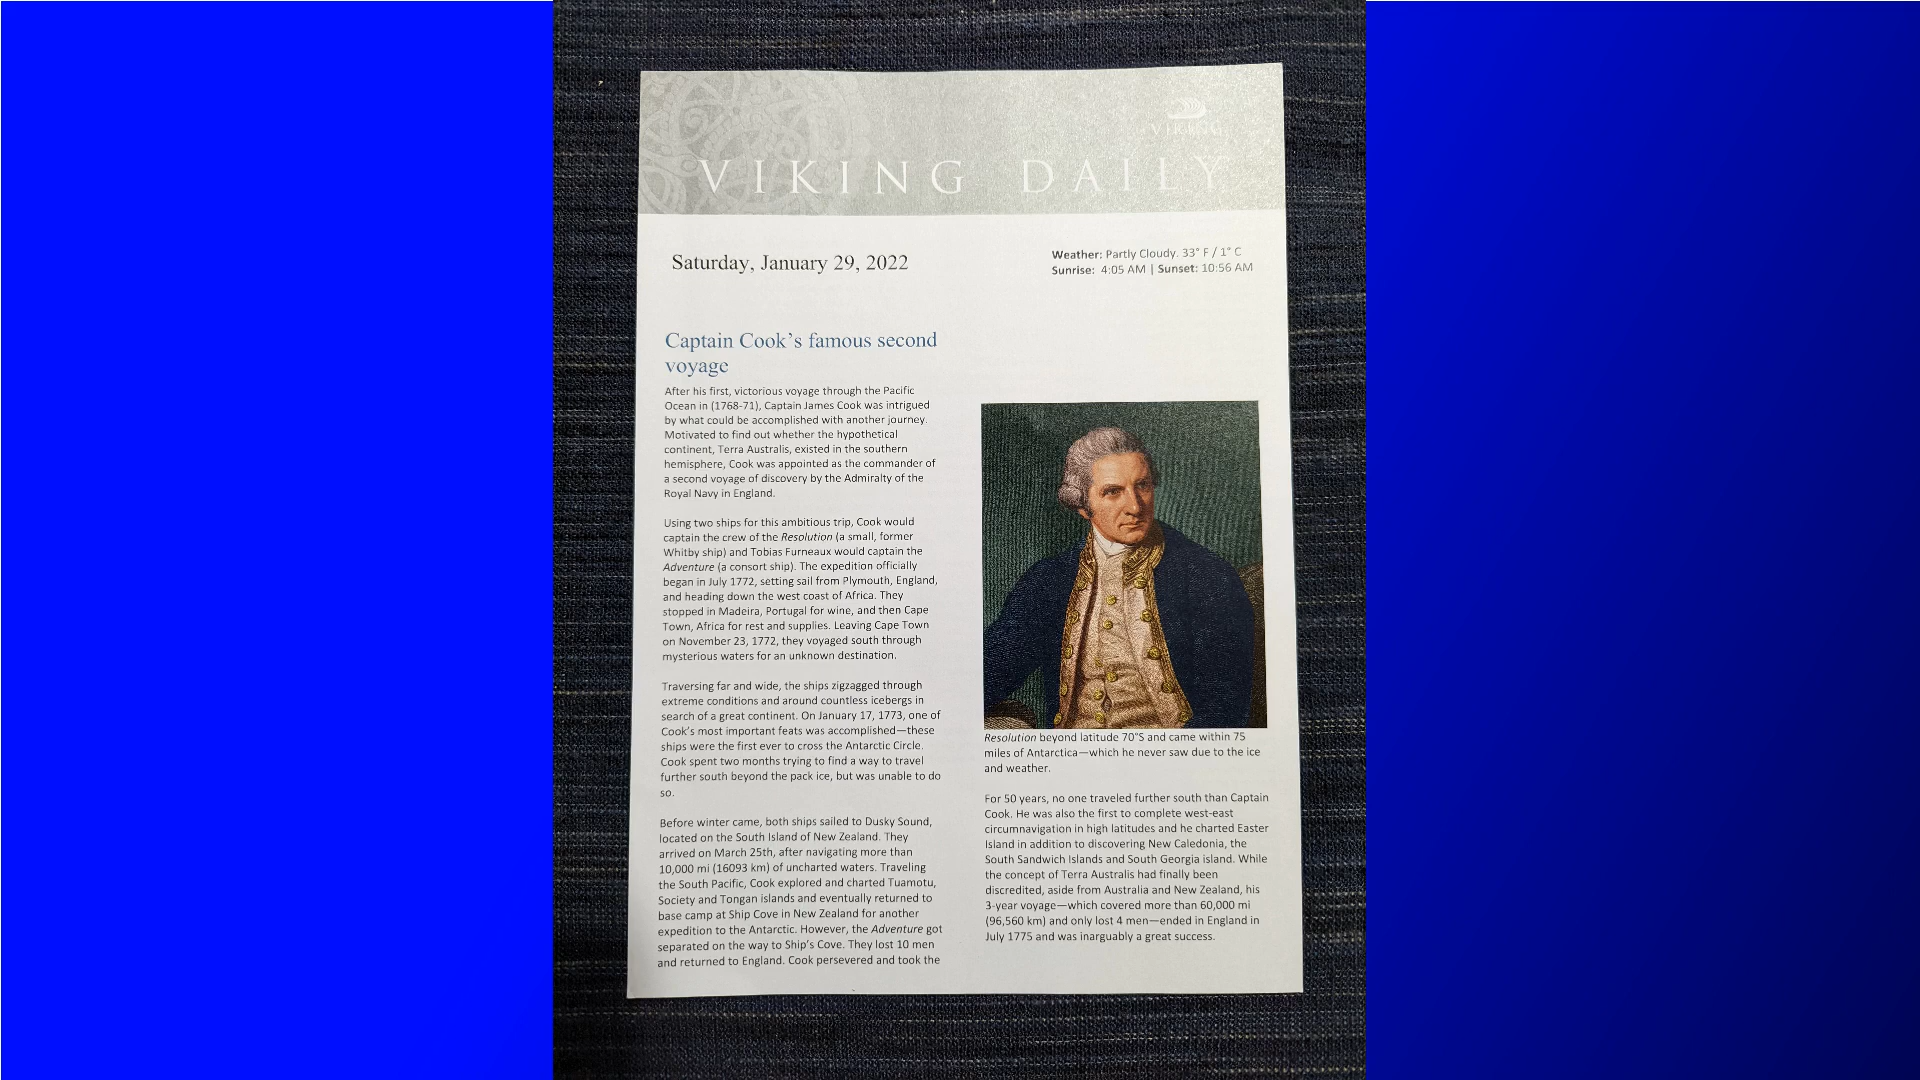 VIKING
VIKING DAILY
Saturday, January 29, 2022
Weather: Partly Cloudy. 33° F / 1° C
Sunrise: 4:05 AM | Sunset: 10:56 AM
Captain Cook's famous second
voyage
After his first, victorious voyage through the Pacific
Ocean in (1768-71), Captain James Cook was intrigued
by what could be accomplished with another journey.
Motivated to find out whether the hypothetical
continent, Terra Australis, existed in the southern
hemisphere, Cook was appointed as the commander of
a second voyage of discovery by the Admiralty of the
Royal Navy in England.
Using two ships for this ambitious trip, Cook would
captain the crew of the Resolution (a small, former
Whitby ship) and Tobias Furneaux would captain the
Adventure (a consort ship). The expedition officially
began in July 1772, setting sail from Plymouth, England,
and heading down the west coast of Africa. They
stopped in Madeira, Portugal for wine, and then Cape
Town, Africa for rest and supplies. Leaving Cape Town
on November 23, 1772, they voyaged south through
mysterious waters for an unknown destination.
Traversing far and wide, the ships zigzagged through
extreme conditions and around countless icebergs in
search of a great continent. On January 17, 1773, one of
Cook's most important feats was accomplished—these
ships were the first ever to cross the Antarctic Circle.
Cook spent two months trying to find a way to travel
further south beyond the pack ice, but was unable to do
so.
Before winter came, both ships sailed to Dusky Sound,
located on the South Island of New Zealand. They
arrived on March 25th, after navigating more than
10,000 mi (16093 km) of uncharted waters. Traveling
the South Pacific, Cook explored and charted Tuamotu,
Society and Tongan islands and eventually returned to
base camp at Ship Cove in New Zealand for another
expedition to the Antarctic. However, the Adventure got
separated on the way to Ship's Cove. They lost 10 men
and returned to England. Cook persevered and took the
Resolution beyond latitude 70°S and came within 75
miles of Antarctica—which he never saw due to the ice
and weather.
For 50 years, no one traveled further south than Captain
Cook. He was also the first to complete west-east
circumnavigation in high latitudes and he charted Easter
Island in addition to discovering New Caledonia, the
South Sandwich Islands and South Georgia island. While
the concept of Terra Australis had finally been
discredited, aside from Australia and New Zealand, his
3-year voyage—which covered more than 60,000 mi
(96,560 km) and only lost 4 men—ended in England in
July 1775 and was inarguably a great success.